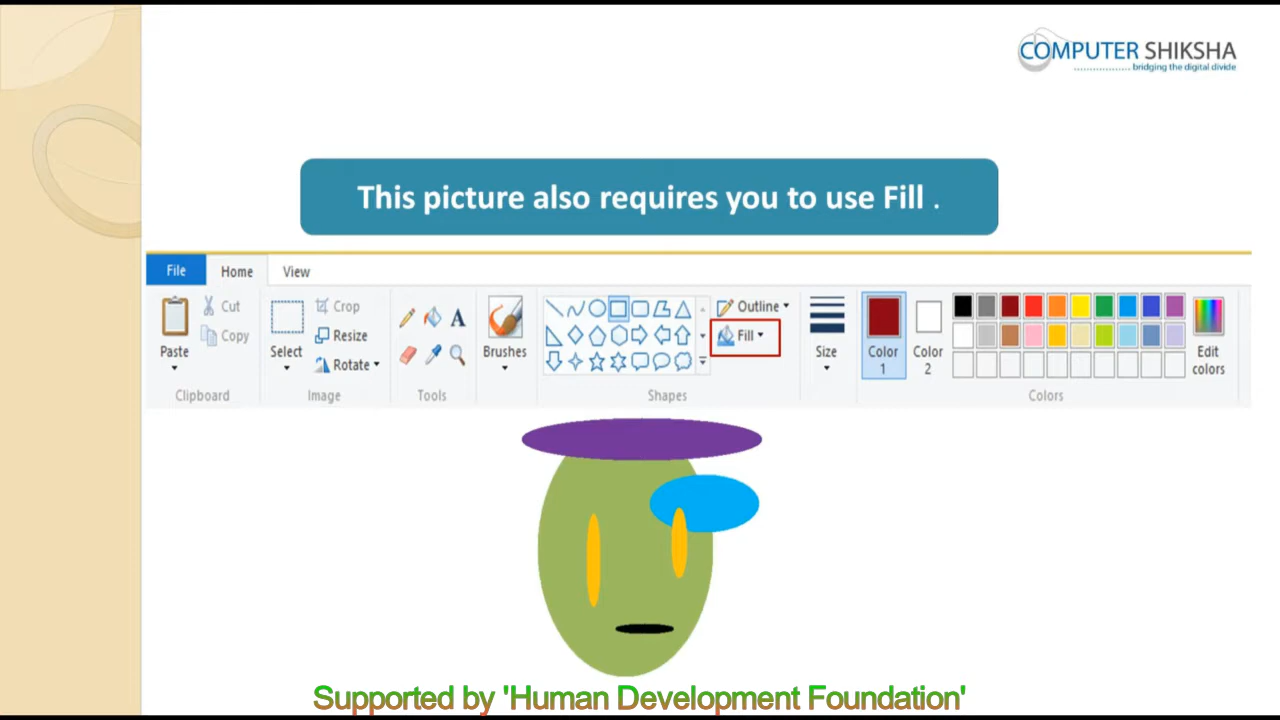 COMPUTER SHIKSHA
bridging the digital divide
This picture also requires you to use Fill .
File Home View
Paste
Cut
Copy
Clipboard
Select
Crop
Resize
Rotate
Image
A
Tools
Brushes
Outline
Fill
Shapes
Size
Color 1
Color 2
Edit colors
Colors
Supported by 'Human Development Foundation'